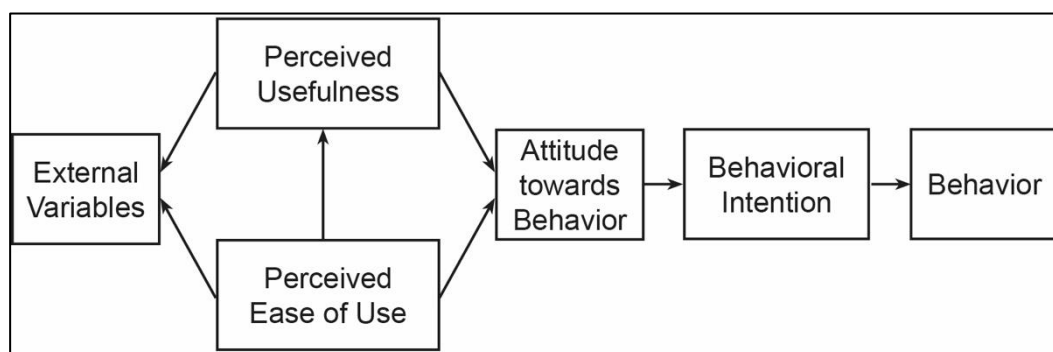 External
Variables
Perceived
Usefulness
Perceived
Ease of Use
Attitude
towards
Behavior
Behavioral
Intention
Behavior